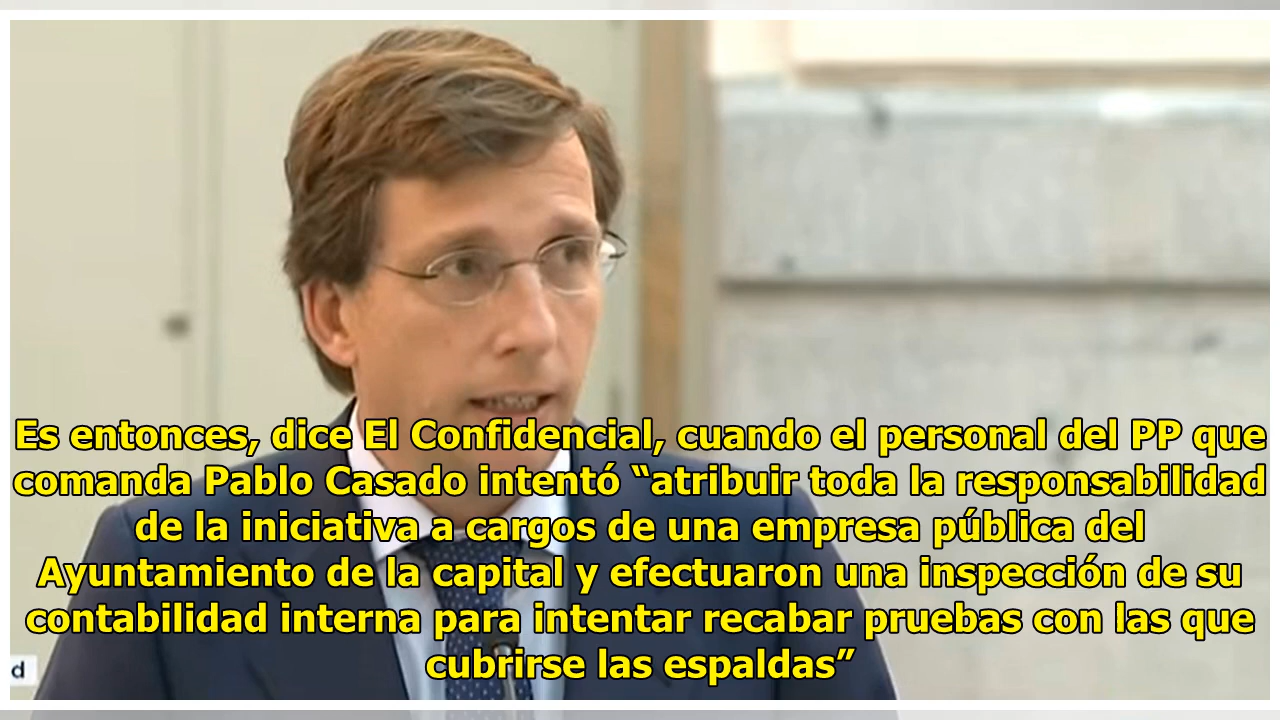 Es entonces, dice El Confidencial, cuando el personal del PP que
comanda Pablo Casado intentó “atribuir toda la responsabilidad
de la iniciativa a cargos de una empresa pública del
Ayuntamiento de la capital y efectuaron una inspección de su
contabilidad interna para intentar recabar pruebas con las que
cubrirse las espaldas”
d